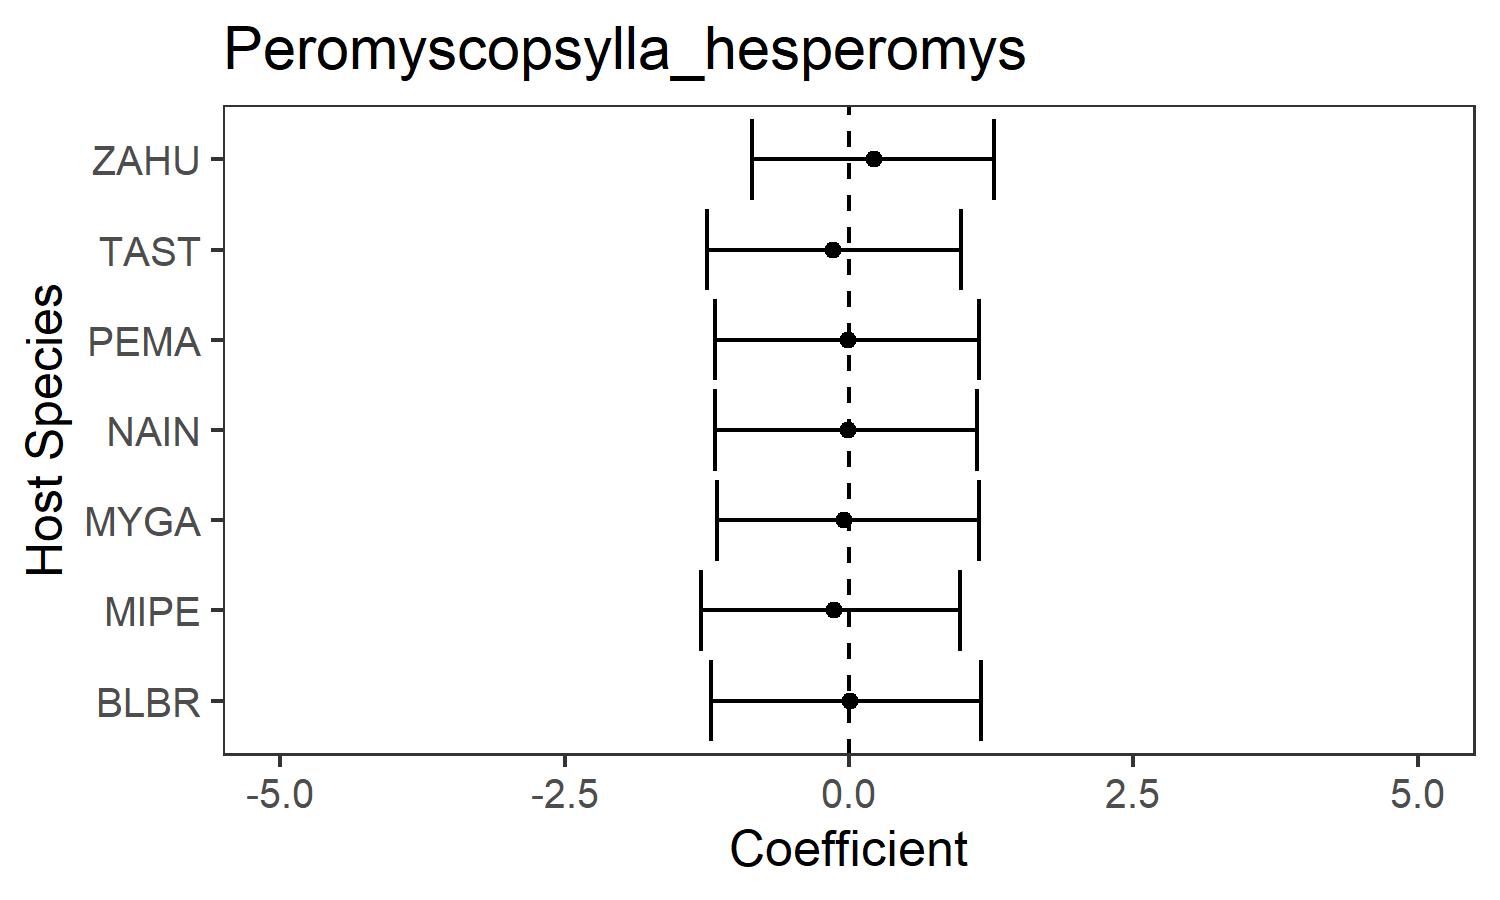 Peromyscopsylla_hesperomys
ZAHU
TAST
PEMA
NAIN
MYGA
MIPE
BLBR
Host Species
-5.0 -2.5 0.0 2.5 5.0
Coefficient